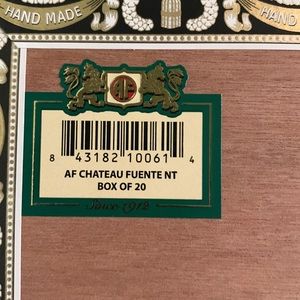 HAND MADE
HAND
AF
8 43182 10061 4
AF CHATEAU FUENTE NT
BOX OF 20
Since 1912